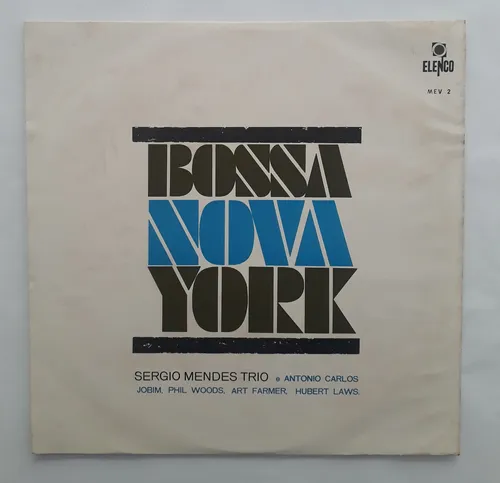 ELENCO
MEV 2
BOSSA
NOVA
YORK
SERGIO MENDES TRIO e ANTONIO CARLOS
JOBIM, PHIL WOODS, ART FARMER, HUBERT LAWS.